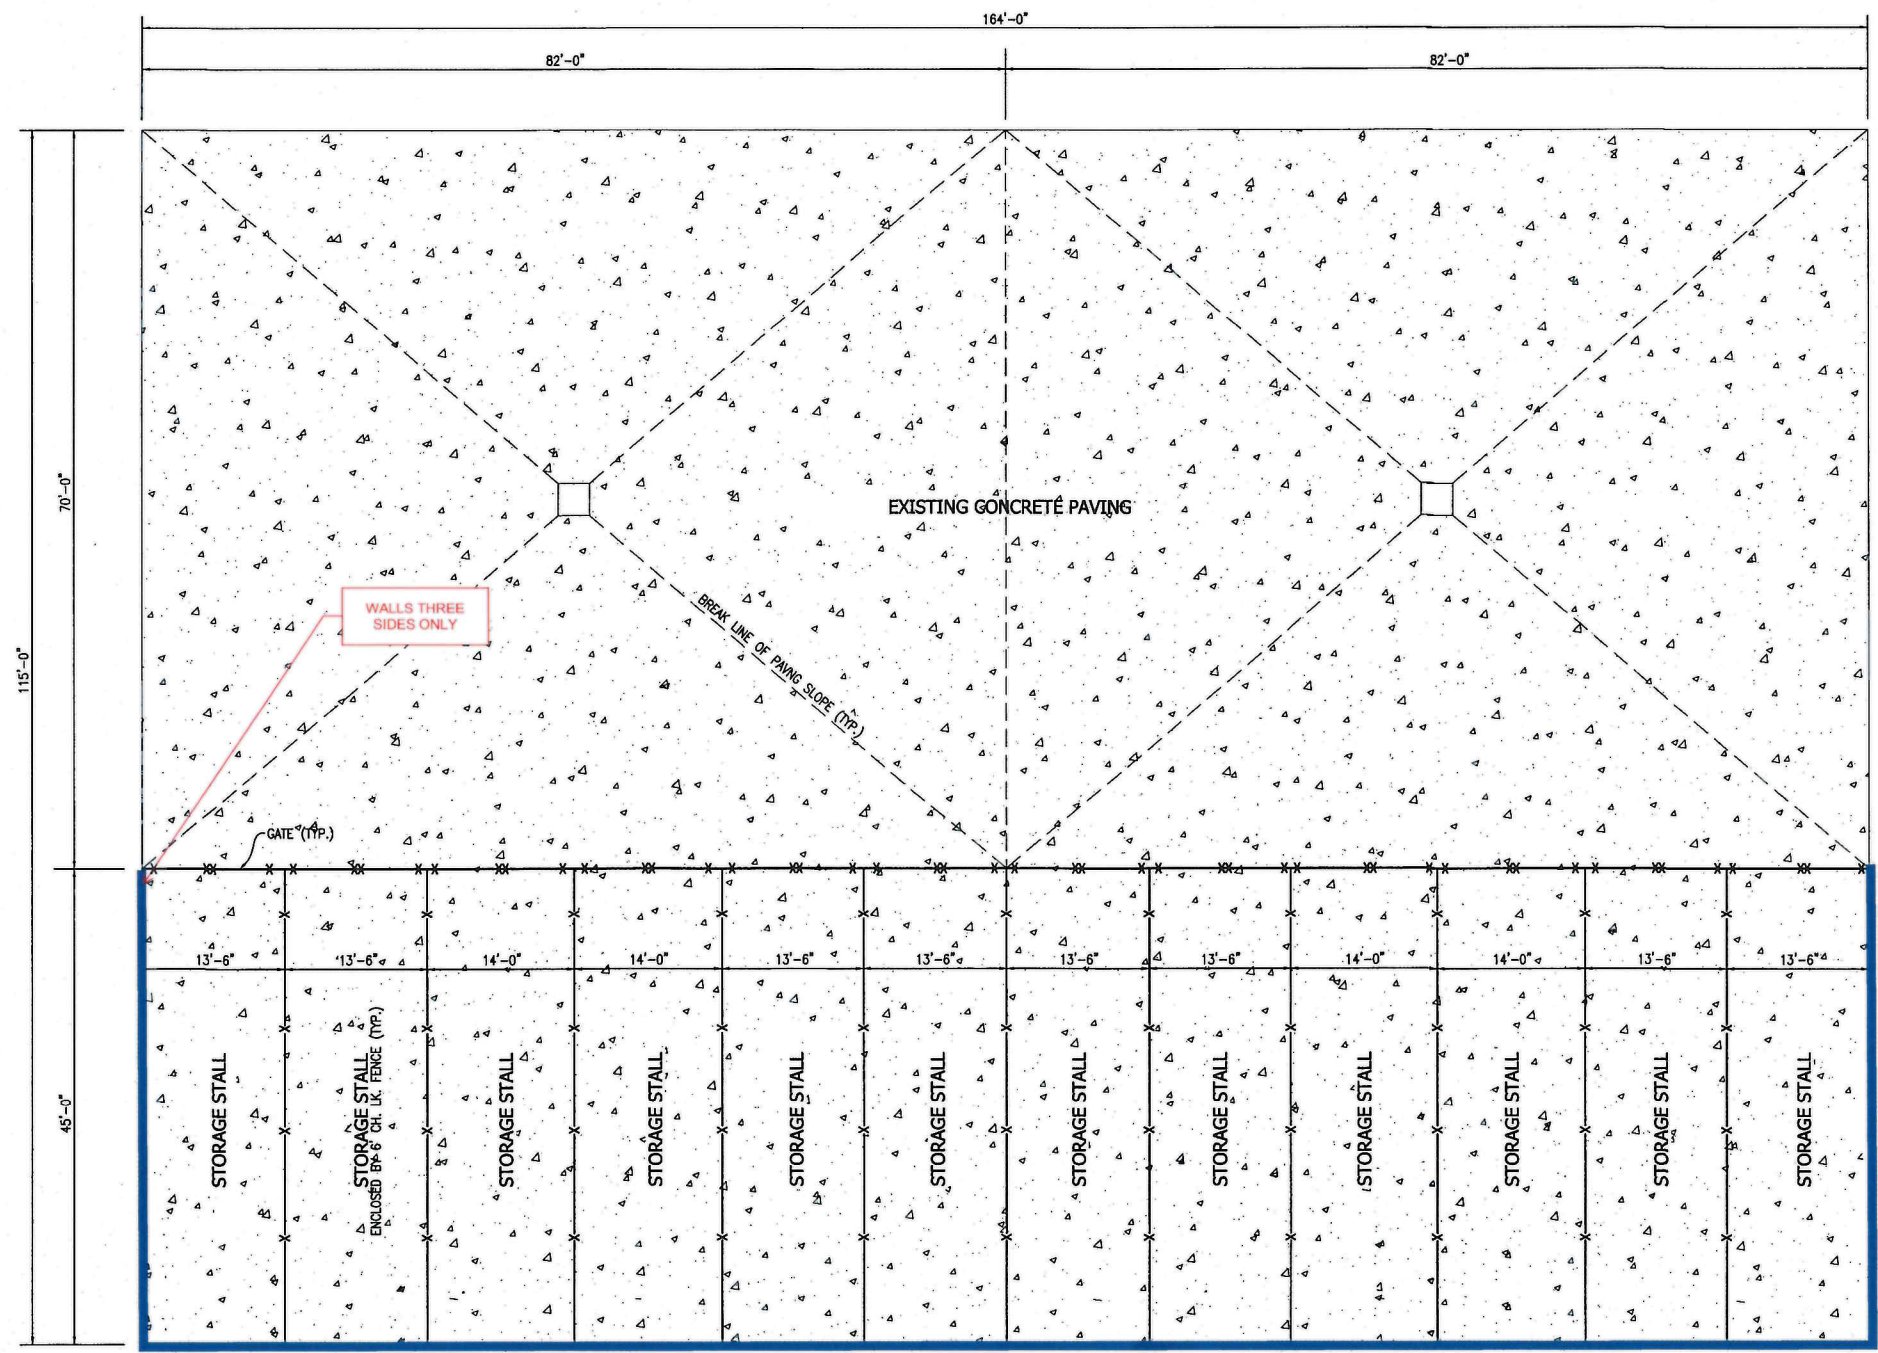 164'-0"
82'-0"
82'-0"
70'-0"
115'-0"
EXISTING CONCRETE PAVING
WALLS THREE
SIDES ONLY
BREAK LINE OF PAVING SLOPE (TYP.)
GATE (TYP.)
13'-6"
13'-6"
14'-0"
14'-0"
13'-6"
13'-6"
13'-6"
13'-6"
14'-0"
14'-0"
13'-6"
13'-6"
45'-0"
STORAGE STALL
STORAGE STALL
ENCLOSED BY 6' CH. LK. FENCE (TYP.)
STORAGE STALL
STORAGE STALL
STORAGE STALL
STORAGE STALL
STORAGE STALL
STORAGE STALL
STORAGE STALL
STORAGE STALL
STORAGE STALL
STORAGE STALL